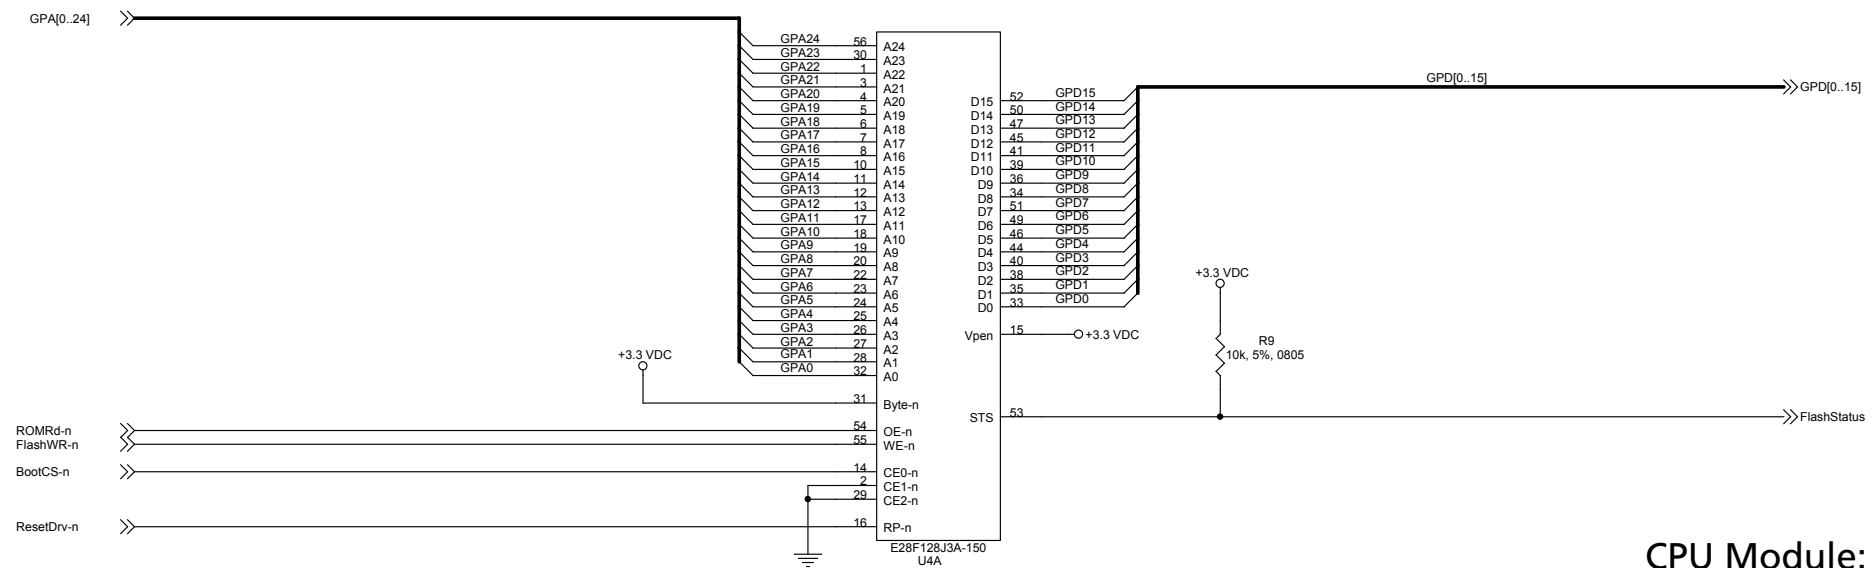 GPA[0..24]
GPA24 56 A24
GPA23 30 A23
GPA22 1 A22
GPA21 3 A21
GPA20 4 A20
GPA19 5 A19
GPA18 6 A18
GPA17 7 A17
GPA16 8 A16
GPA15 10 A15
GPA14 11 A14
GPA13 12 A13
GPA12 13 A12
GPA11 17 A11
GPA10 18 A10
GPA9 19 A9
GPA8 20 A8
GPA7 22 A7
GPA6 23 A6
GPA5 24 A5
GPA4 25 A4
GPA3 26 A3
GPA2 27 A2
GPA1 28 A1
GPA0 32 A0
+3.3 VDC
31 Byte-n
ROMRd-n 54 OE-n
FlashWR-n 55 WE-n
BootCS-n 14 CE0-n
2 CE1-n
29 CE2-n
ResetDrv-n 16 RP-n
E28F128J3A-150
U4A
D15 52 GPD15
D14 50 GPD14
D13 47 GPD13
D12 45 GPD12
D11 41 GPD11
D10 39 GPD10
D9 36 GPD9
D8 34 GPD8
D7 51 GPD7
D6 49 GPD6
D5 46 GPD5
D4 44 GPD4
D3 40 GPD3
D2 38 GPD2
D1 35 GPD1
D0 33 GPD0
GPD[0..15]
GPD[0..15]
Vpen 15 +3.3 VDC
+3.3 VDC
R9
10k, 5%, 0805
STS 53 FlashStatus
CPU Module: